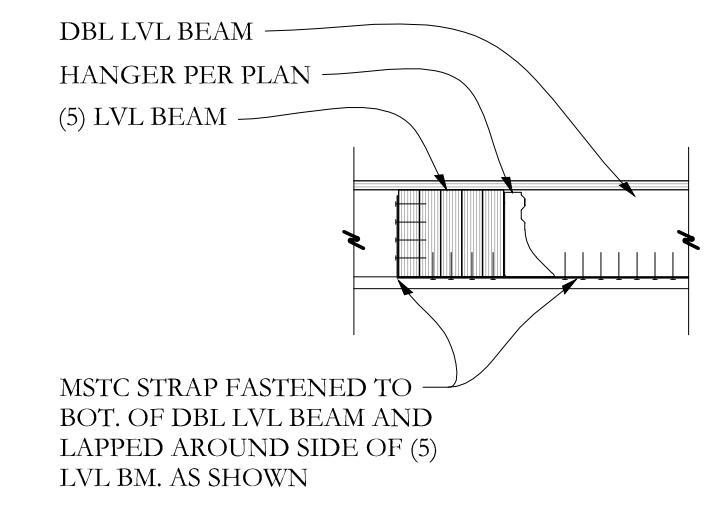 DBL LVL BEAM
HANGER PER PLAN
(5) LVL BEAM
MSTC STRAP FASTENED TO
BOT. OF DBL LVL BEAM AND
LAPPED AROUND SIDE OF (5)
LVL BM. AS SHOWN